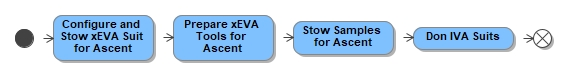 Configure and
Stow xEVA Suit
for Ascent
Prepare xEVA
Tools for
Ascent
Stow Samples
for Ascent
Don IVA Suits